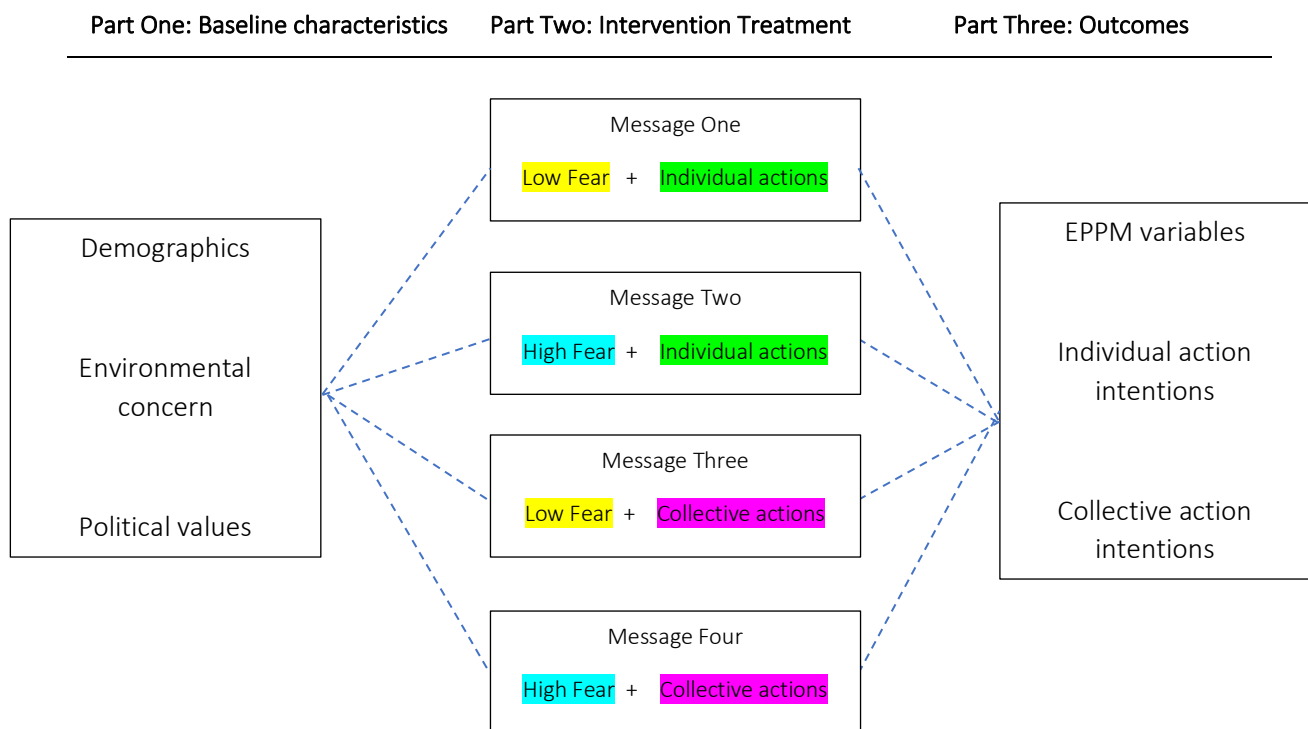 Part One: Baseline characteristics
Part Two: Intervention Treatment
Part Three: Outcomes
Demographics
Environmental
concern
Political values
Message One
Low Fear + Individual actions
Message Two
High Fear + Individual actions
Message Three
Low Fear + Collective actions
Message Four
High Fear + Collective actions
EPPM variables
Individual action
intentions
Collective action
intentions